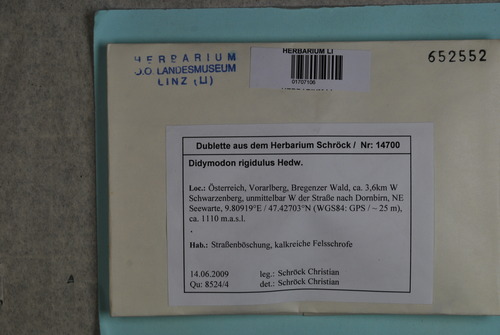 HERBARIUM
O.O. LANDESMUSEUM
LINZ (LI)
HERBARIUM LI
01707106
652552
Dublette aus dem Herbarium Schröck / Nr: 14700
Didymodon rigidulus Hedw.
Loc.: Österreich, Vorarlberg, Bregenzer Wald, ca. 3,6km W
Schwarzenberg, unmittelbar W der Straße nach Dornbirn, NE
Seewarte, 9.80919°E / 47.42703°N (WGS84: GPS / ~ 25 m),
ca. 1110 m.a.s.l.
.
Hab.: Straßenböschung, kalkreiche Felsschrofe
14.06.2009 leg.: Schröck Christian
Qu: 8524/4 det.: Schröck Christian